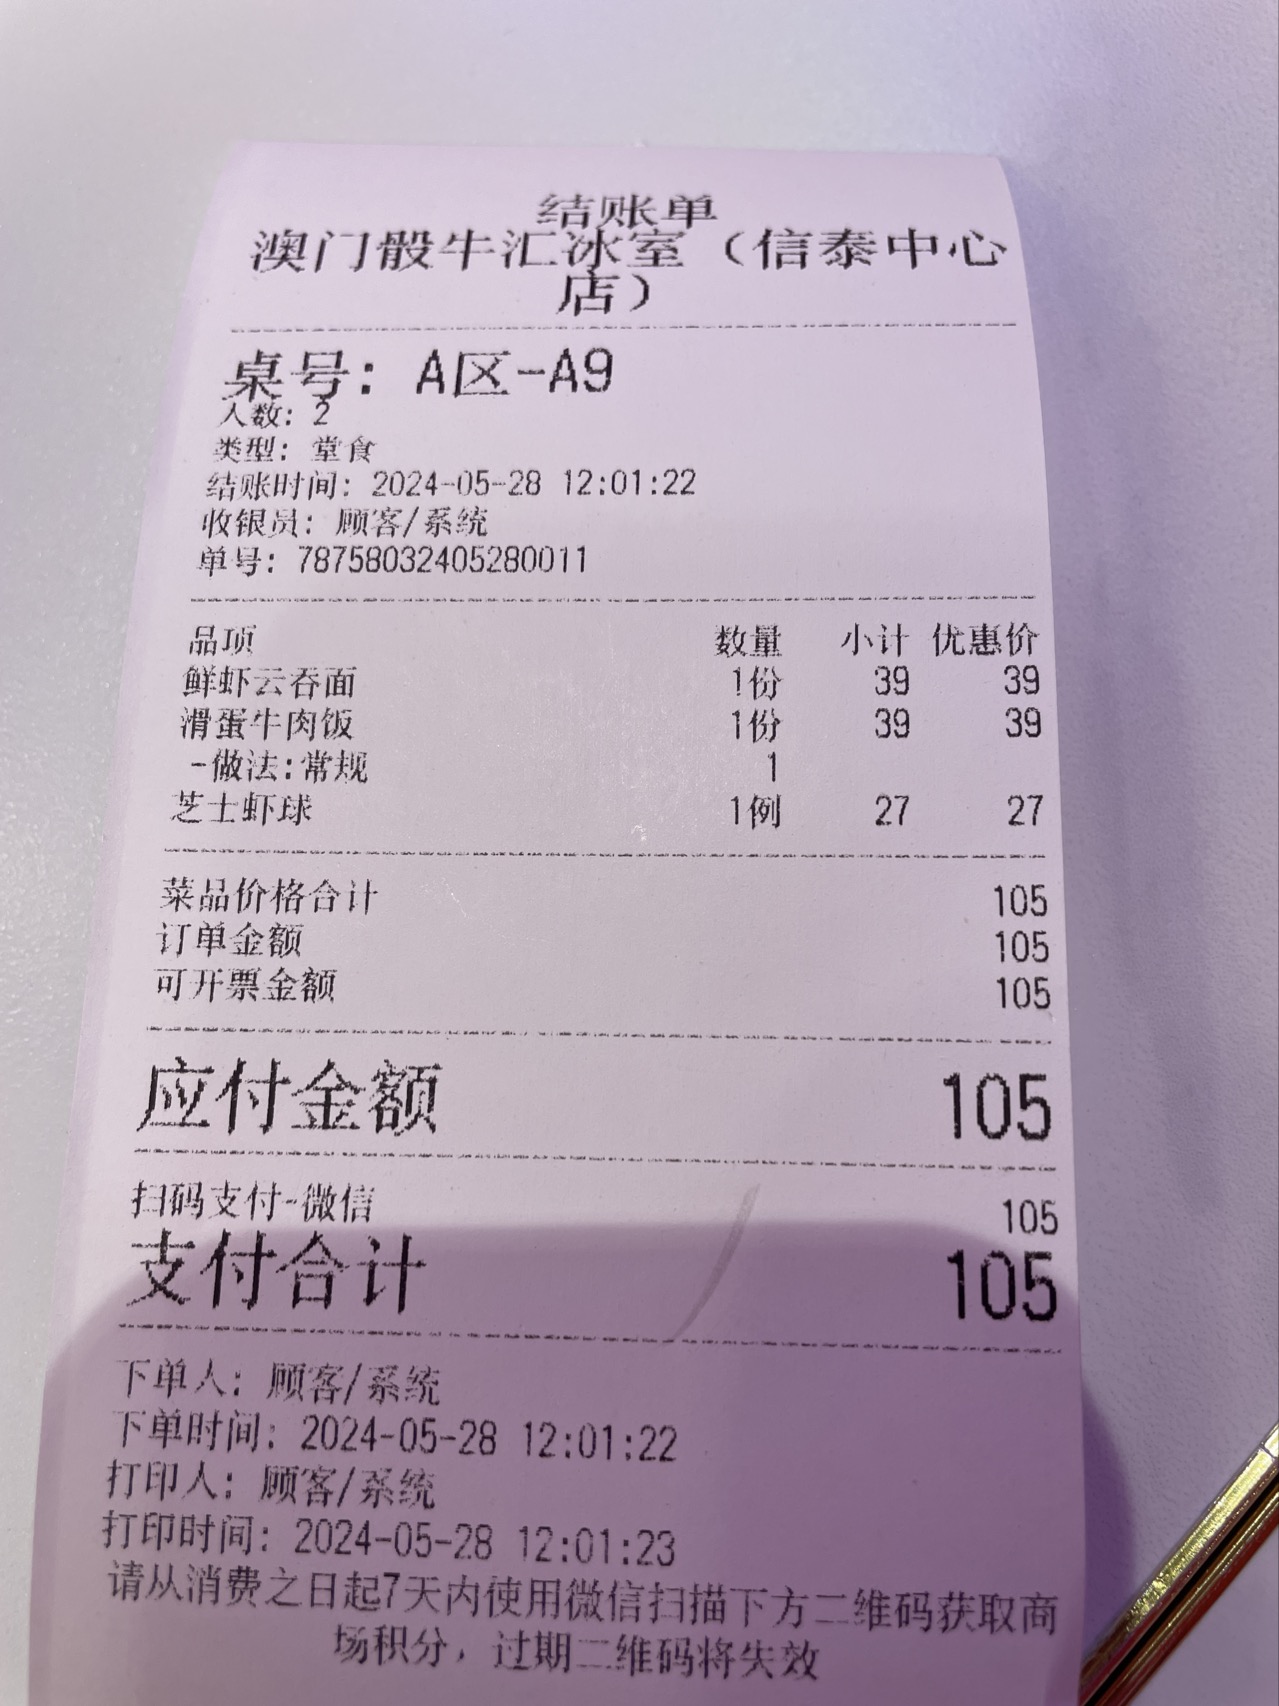 结账单
澳门骰牛汇冰室（信泰中心
店）
桌号: A区-A9
人数: 2
类型: 堂食
结账时间: 2024-05-28 12:01:22
收银员: 顾客/系统
单号: 78758032405280011
品项 数量 小计 优惠价
鲜虾云吞面 1份 39 39
滑蛋牛肉饭 1份 39 39
-做法:常规 1
芝士虾球 1例 27 27
菜品价格合计 105
订单金额 105
可开票金额 105
应付金额 105
扫码支付-微信 105
支付合计 105
下单人: 顾客/系统
下单时间: 2024-05-28 12:01:22
打印人: 顾客/系统
打印时间: 2024-05-28 12:01:23
请从消费之日起7天内使用微信扫描下方二维码获取商
场积分，过期二维码将失效